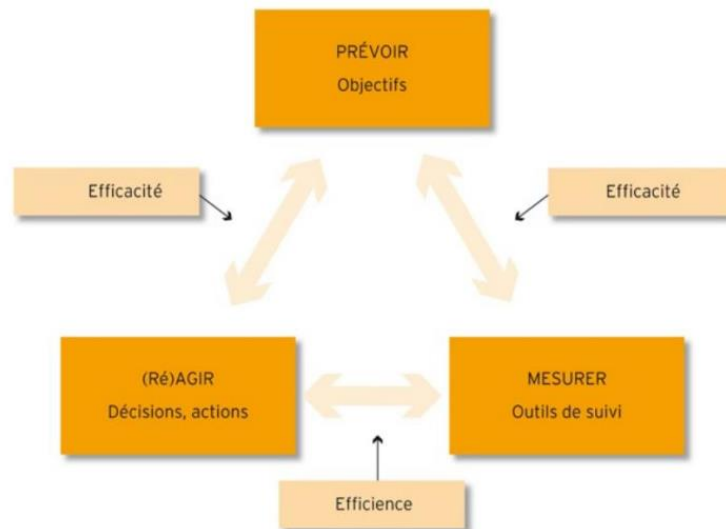 PRÉVOIR
Objectifs
Efficacité
Efficacité
(Ré)AGIR
Décisions, actions
MESURER
Outils de suivi
Efficience